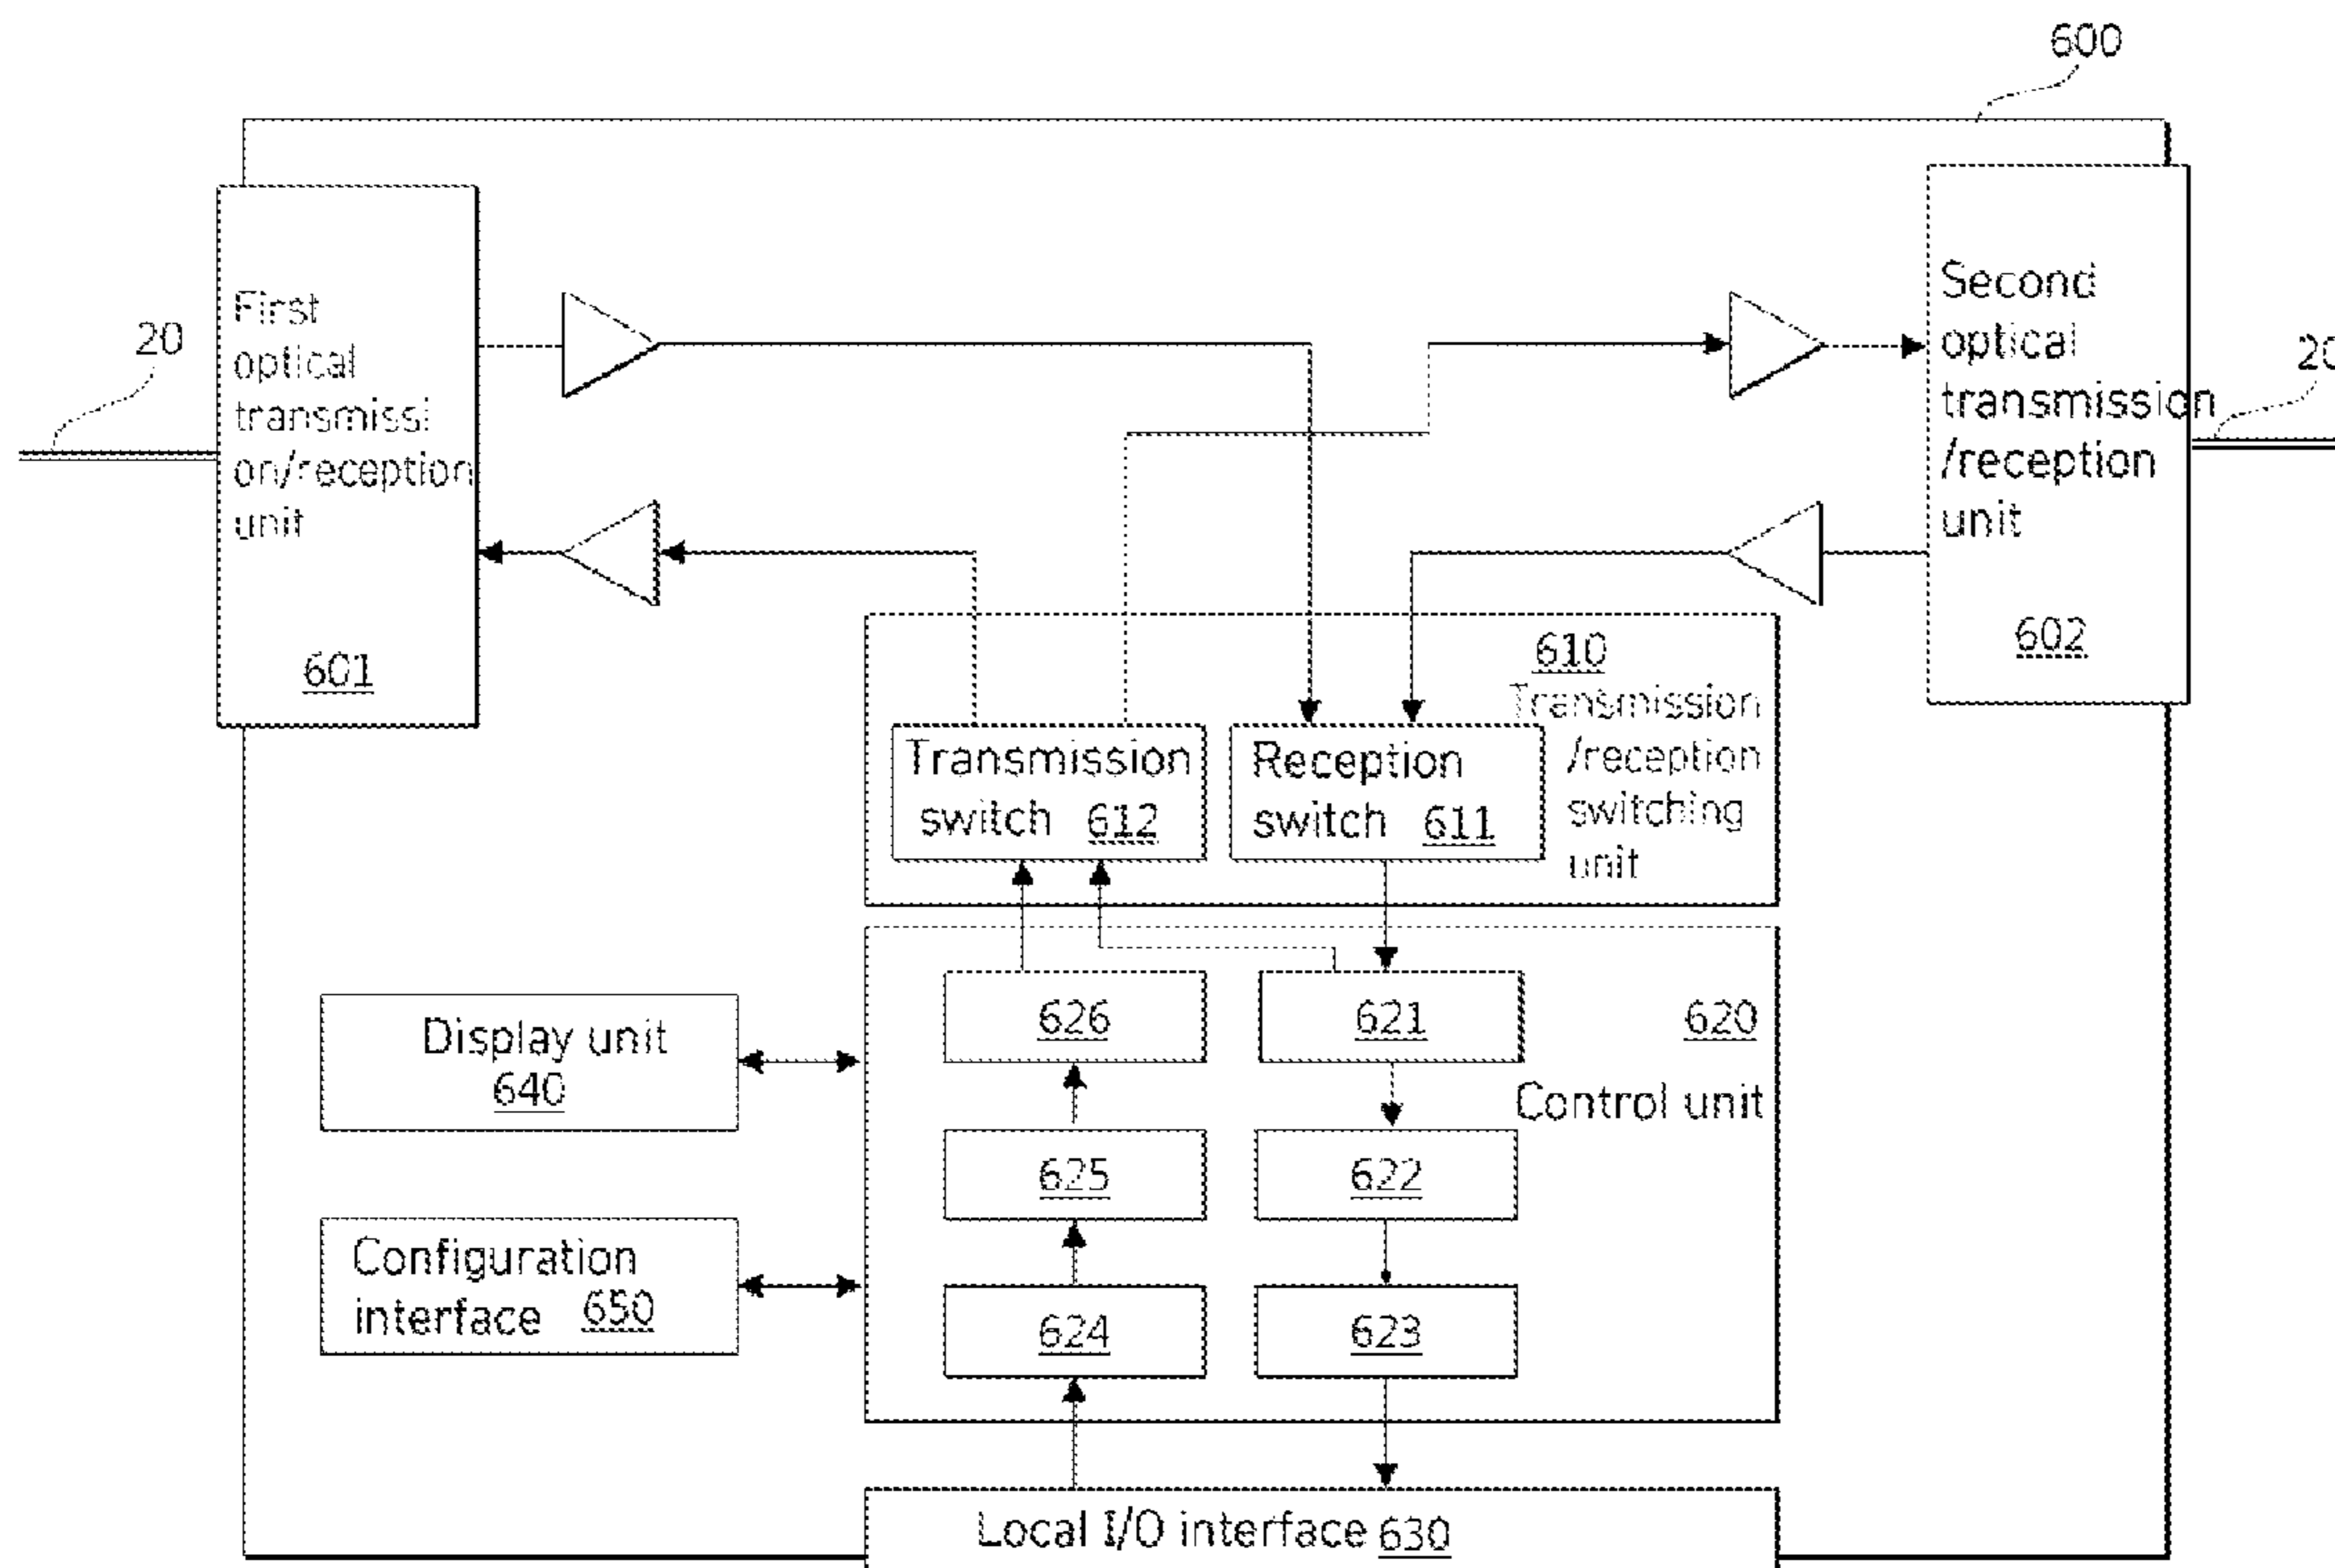 600
20
First
optical
transmissi
on/reception
unit
601
Second
optical
transmission
/reception
unit
602
20
610
Transmission
/reception
switching
unit
Transmission
switch 612
Reception
switch 611
626
621
620
Control unit
625
622
624
623
Display unit
640
Configuration
interface 650
Local I/O interface 630